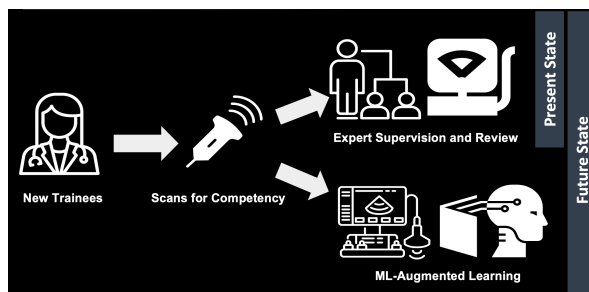 Expert Supervision and Review
New Trainees
Scans for Competency
ML-Augmented Learning
Present State
Future State